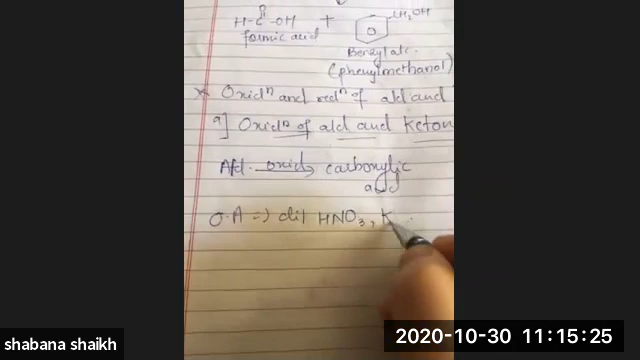 O
H-C-OH + CH2OH
formic acid
Benzyl alc.
(phenylmethanol)
* Oxidⁿ and redⁿ of ald and
a] Oxidⁿ of ald and Keton
Ald. oxidⁿ carboxylic
acid
O.A => dil HNO3, K
shabana shaikh
2020-10-30 11:15:25